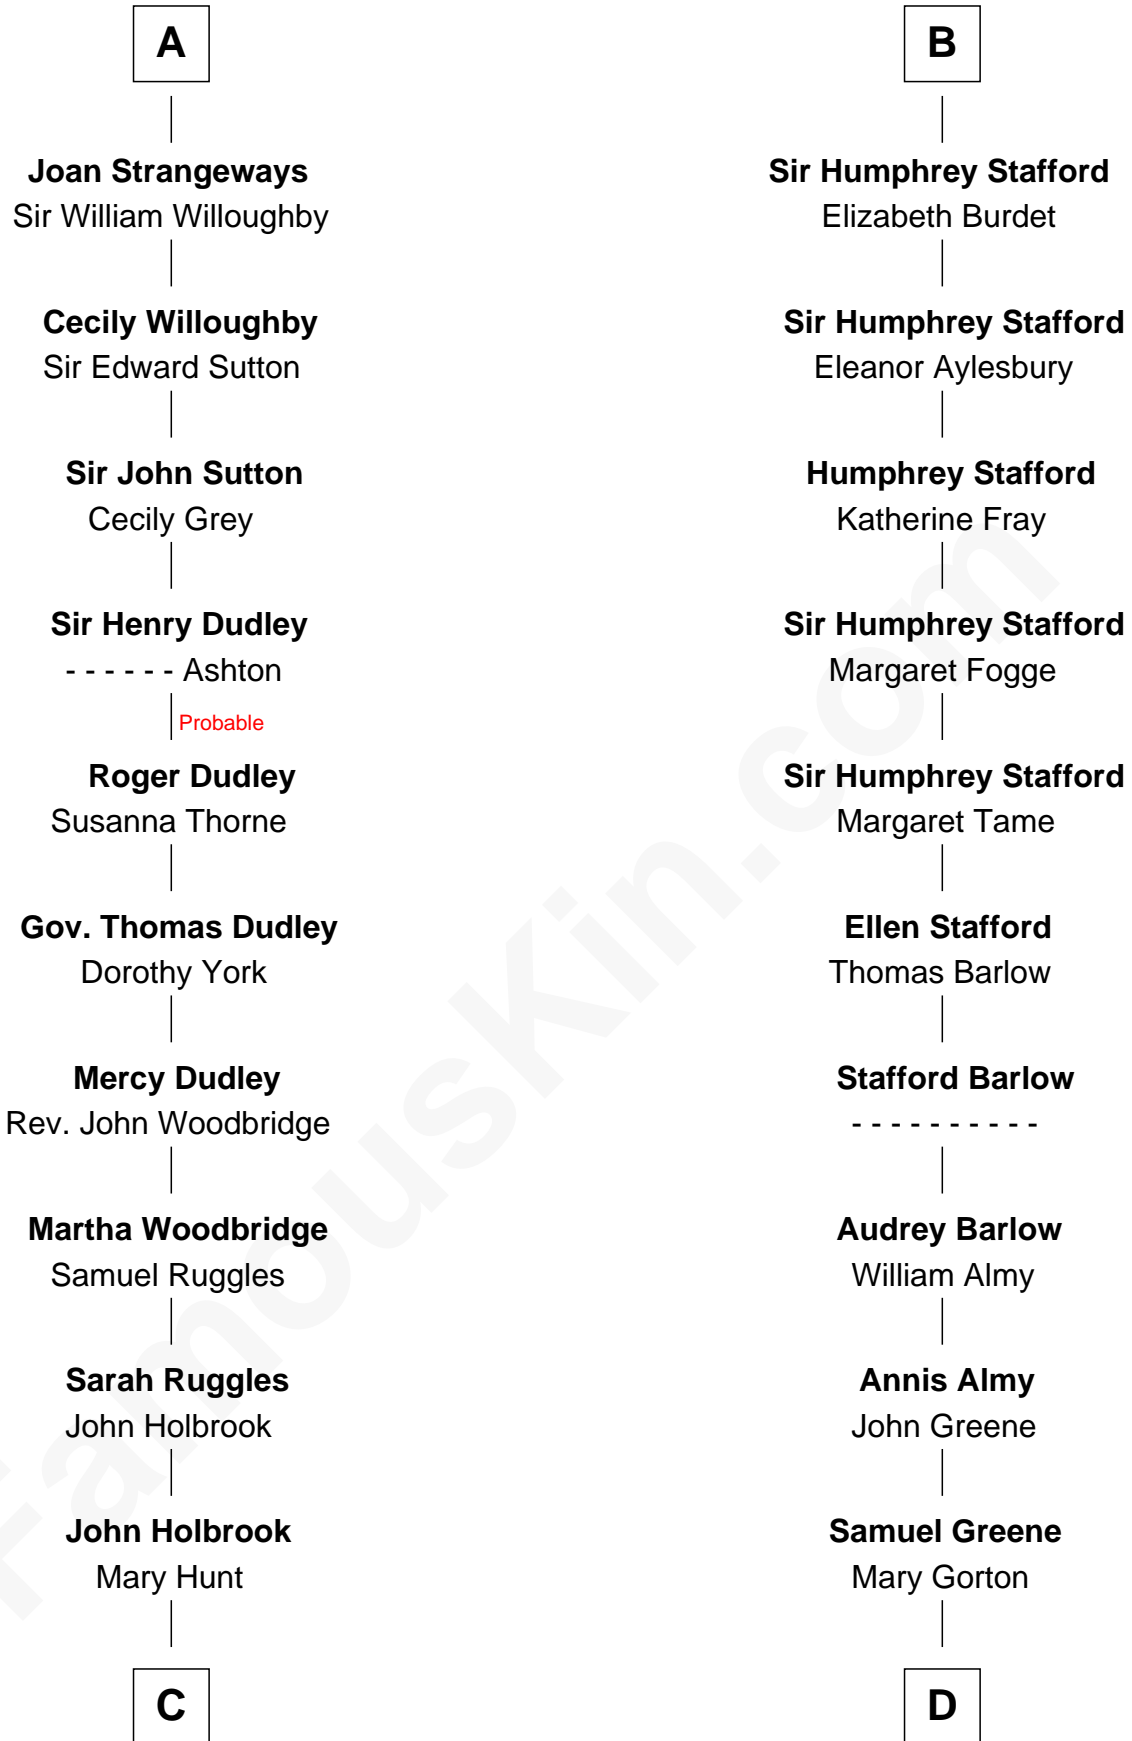 A
Joan Strangeways
Sir William Willoughby
Cecily Willoughby
Sir Edward Sutton
Sir John Sutton
Cecily Grey
Sir Henry Dudley
- - - - - - Ashton
Probable
Roger Dudley
Susanna Thorne
Gov. Thomas Dudley
Dorothy York
Mercy Dudley
Rev. John Woodbridge
Martha Woodbridge
Samuel Ruggles
Sarah Ruggles
John Holbrook
John Holbrook
Mary Hunt
C
B
Sir Humphrey Stafford
Elizabeth Burdet
Sir Humphrey Stafford
Eleanor Aylesbury
Humphrey Stafford
Katherine Fray
Sir Humphrey Stafford
Margaret Fogge
Sir Humphrey Stafford
Margaret Tame
Ellen Stafford
Thomas Barlow
Stafford Barlow
- - - - - - - - - -
Audrey Barlow
William Almy
Annis Almy
John Greene
Samuel Greene
Mary Gorton
D
FamousKin.com